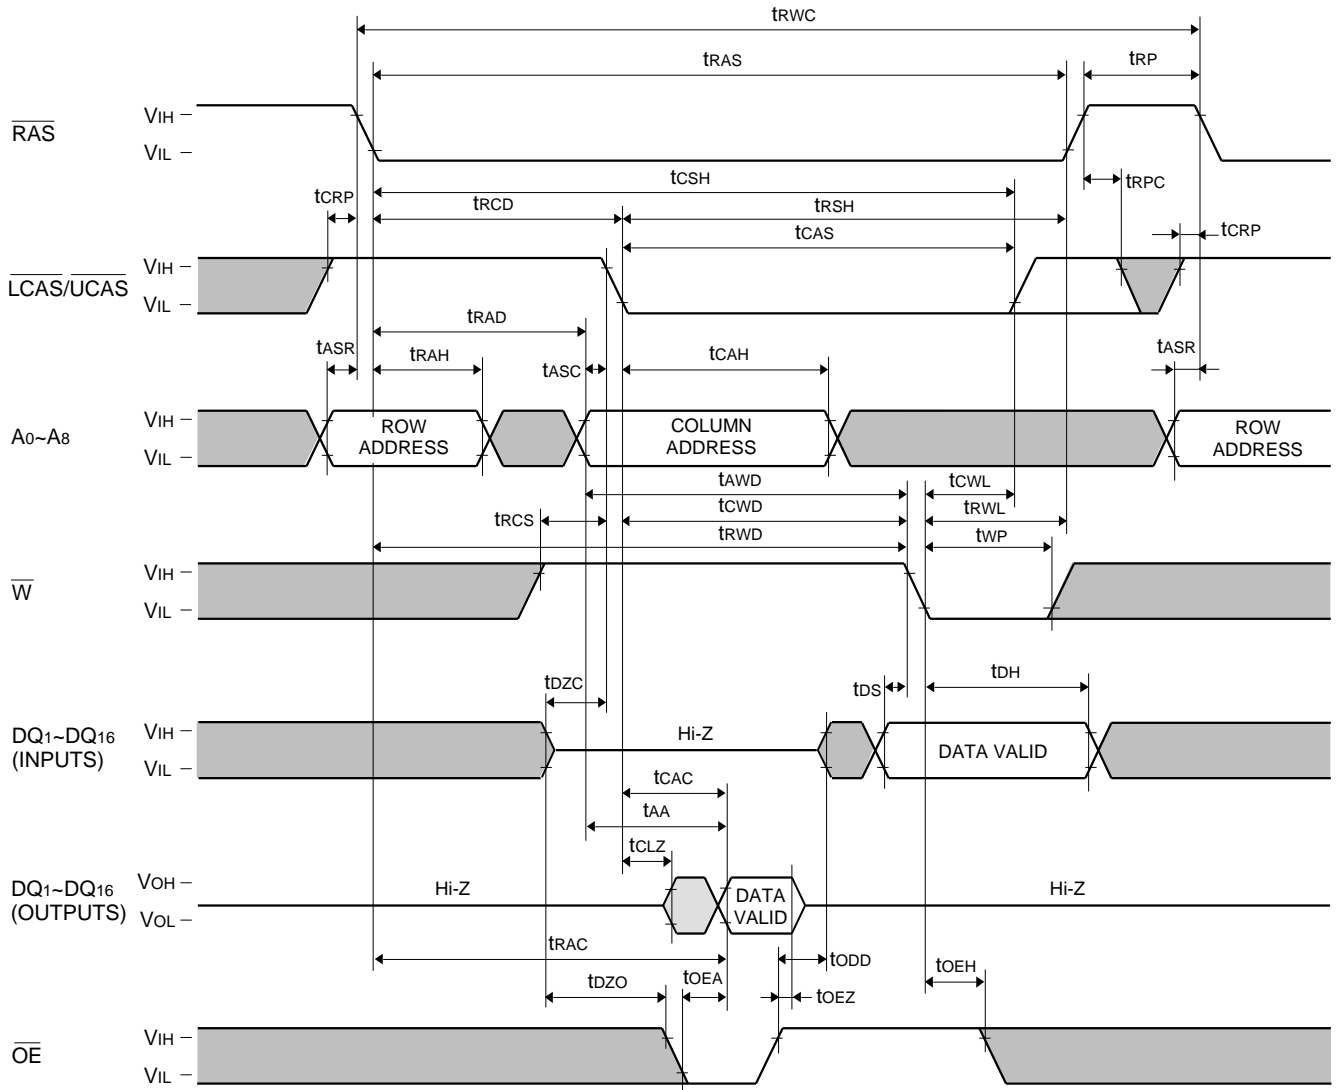 tRWC
tRAS
tRP
RAS
VIH
VIL
tCSH
tRPC
tCRP
tRCD
tRSH
tCAS
tCRP
LCAS/UCAS
VIH
VIL
tRAD
tASR
tRAH
tASC
tCAH
tASR
A0~A8
VIH
VIL
ROW
ADDRESS
COLUMN
ADDRESS
ROW
ADDRESS
tAWD
tCWL
tRCS
tCWD
tRWL
tRWD
tWP
W
VIH
VIL
tDZC
tDS
tDH
DQ1~DQ16
(INPUTS)
VIH
VIL
Hi-Z
DATA VALID
tCAC
tAA
tCLZ
DQ1~DQ16
(OUTPUTS)
VOH
VOL
Hi-Z
DATA
VALID
Hi-Z
tRAC
tODD
tDZO
tOEA
tOEZ
tOEH
OE
VIH
VIL